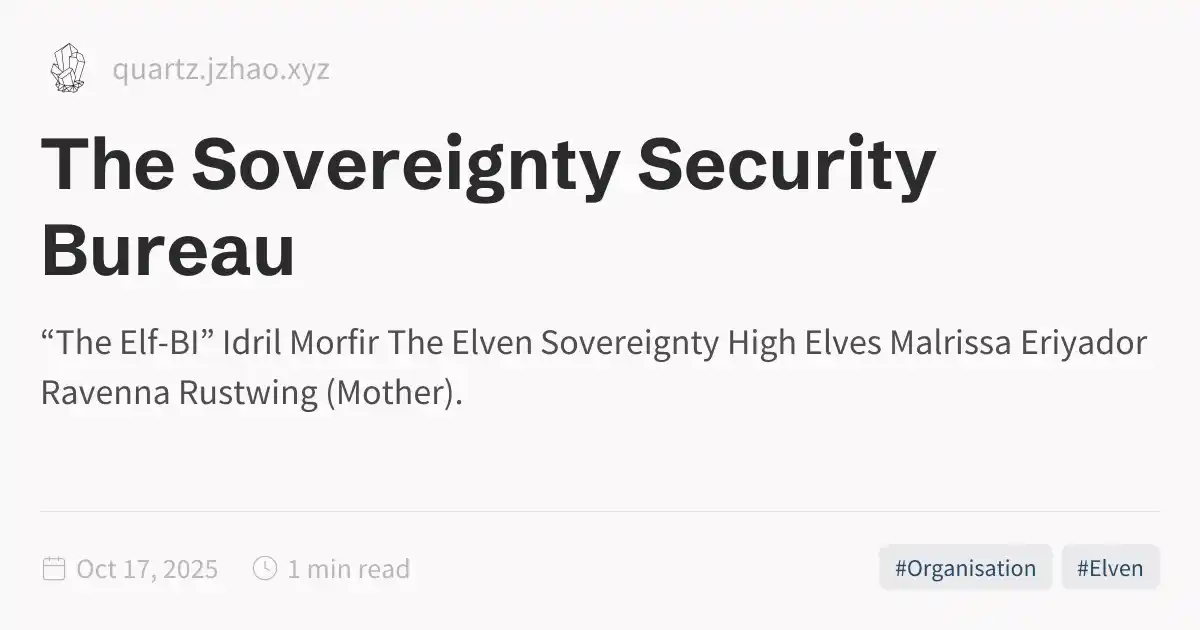 quartz.jzhao.xyz
The Sovereignty Security
Bureau
“The Elf-BI” Idril Morfir The Elven Sovereignty High Elves Malrissa Eriyador
Ravenna Rustwing (Mother).
Oct 17, 2025 1 min read #Organisation #Elven